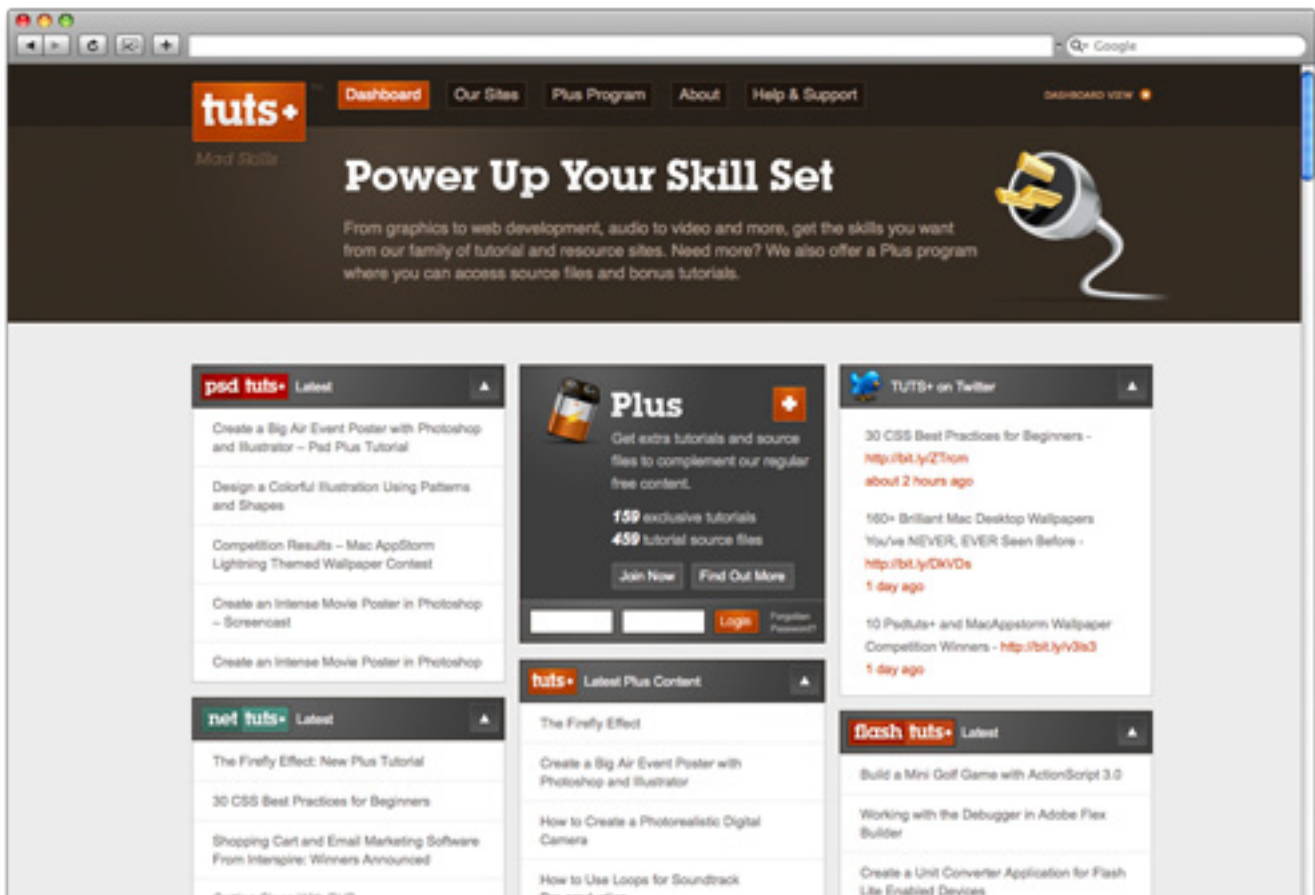 Google
tuts+
Dashboard
Our Sites
Plus Program
About
Help & Support
DASHBOARD VIEW
Mad Skills
Power Up Your Skill Set
From graphics to web development, audio to video and more, get the skills you want
from our family of tutorial and resource sites. Need more? We also offer a Plus program
where you can access source files and bonus tutorials.
psd tuts+ Latest
Create a Big Air Event Poster with Photoshop
and Illustrator – Psd Plus Tutorial
Design a Colorful Illustration Using Patterns
and Shapes
Competition Results – Mac AppStorm
Lightning Themed Wallpaper Contest
Create an Intense Movie Poster in Photoshop
– Screencast
Create an Intense Movie Poster in Photoshop
net tuts+ Latest
The Firefly Effect: New Plus Tutorial
30 CSS Best Practices for Beginners
Shopping Cart and Email Marketing Software
From Interspire: Winners Announced
Plus
Get extra tutorials and source
files to complement our regular
free content.
159 exclusive tutorials
459 tutorial source files
Join Now
Find Out More
Login
Forgotten
Password?
tuts+ Latest Plus Content
The Firefly Effect
Create a Big Air Event Poster with
Photoshop and Illustrator
How to Create a Photorealistic Digital
Camera
How to Use Loops for Soundtrack
TUTS+ on Twitter
30 CSS Best Practices for Beginners -
http://bit.ly/ZTrcm
about 2 hours ago
160+ Brilliant Mac Desktop Wallpapers
You've NEVER, EVER Seen Before -
http://bit.ly/DkVDs
1 day ago
10 Psdtuts+ and MacAppstorm Wallpaper
Competition Winners - http://bit.ly/v3ls3
1 day ago
flash tuts+ Latest
Build a Mini Golf Game with ActionScript 3.0
Working with the Debugger in Adobe Flex
Builder
Create a Unit Converter Application for Flash
Lite Enabled Devices